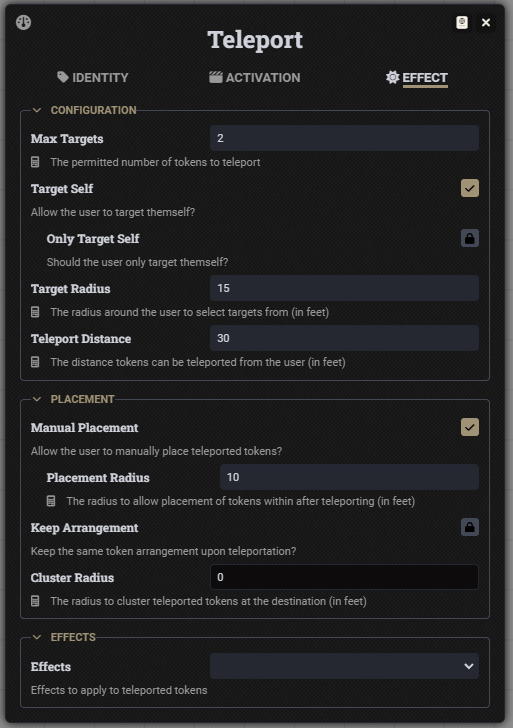 Teleport
IDENTITY ACTIVATION EFFECT
CONFIGURATION
Max Targets 2
The permitted number of tokens to teleport
Target Self
Allow the user to target themself?
Only Target Self
Should the user only target themself?
Target Radius 15
The radius around the user to select targets from (in feet)
Teleport Distance 30
The distance tokens can be teleported from the user (in feet)
PLACEMENT
Manual Placement
Allow the user to manually place teleported tokens?
Placement Radius 10
The radius to allow placement of tokens within after teleporting (in feet)
Keep Arrangement
Keep the same token arrangement upon teleportation?
Cluster Radius 0
The radius to cluster teleported tokens at the destination (in feet)
EFFECTS
Effects
Effects to apply to teleported tokens